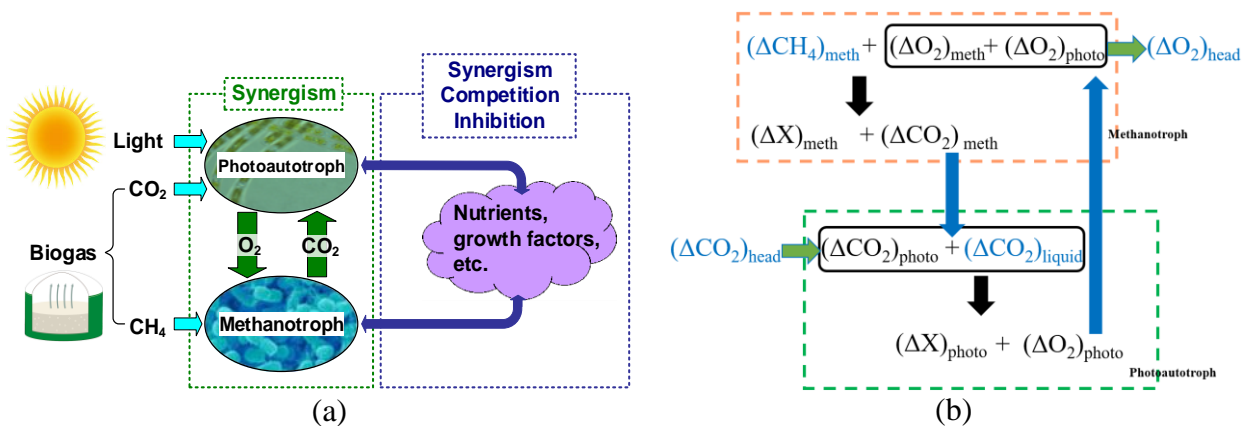 Synergism
Synergism
Competition
Inhibition
Light
CO₂
Biogas
CH₄
Photoautotroph
O₂
CO₂
Methanotroph
Nutrients,
growth factors,
etc.
(a)
(ΔCH₄)meth + (ΔO₂)meth + (ΔO₂)photo (ΔO₂)head
(ΔX)meth + (ΔCO₂) meth
Methanotroph
(ΔCO₂)head (ΔCO₂)photo + (ΔCO₂)liquid
(ΔX)photo + (ΔO₂)photo
Photoautotroph
(b)